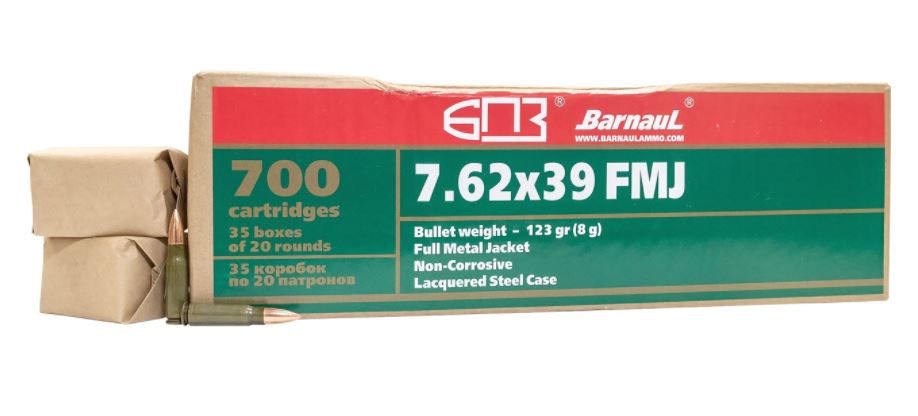 БПЗ®
BarnauL®
WWW.BARNAULAMMO.COM
700
cartridges
35 boxes
of 20 rounds
35 коробок
по 20 патронов
7.62x39 FMJ
Bullet weight – 123 gr (8 g)
Full Metal Jacket
Non-Corrosive
Lacquered Steel Case